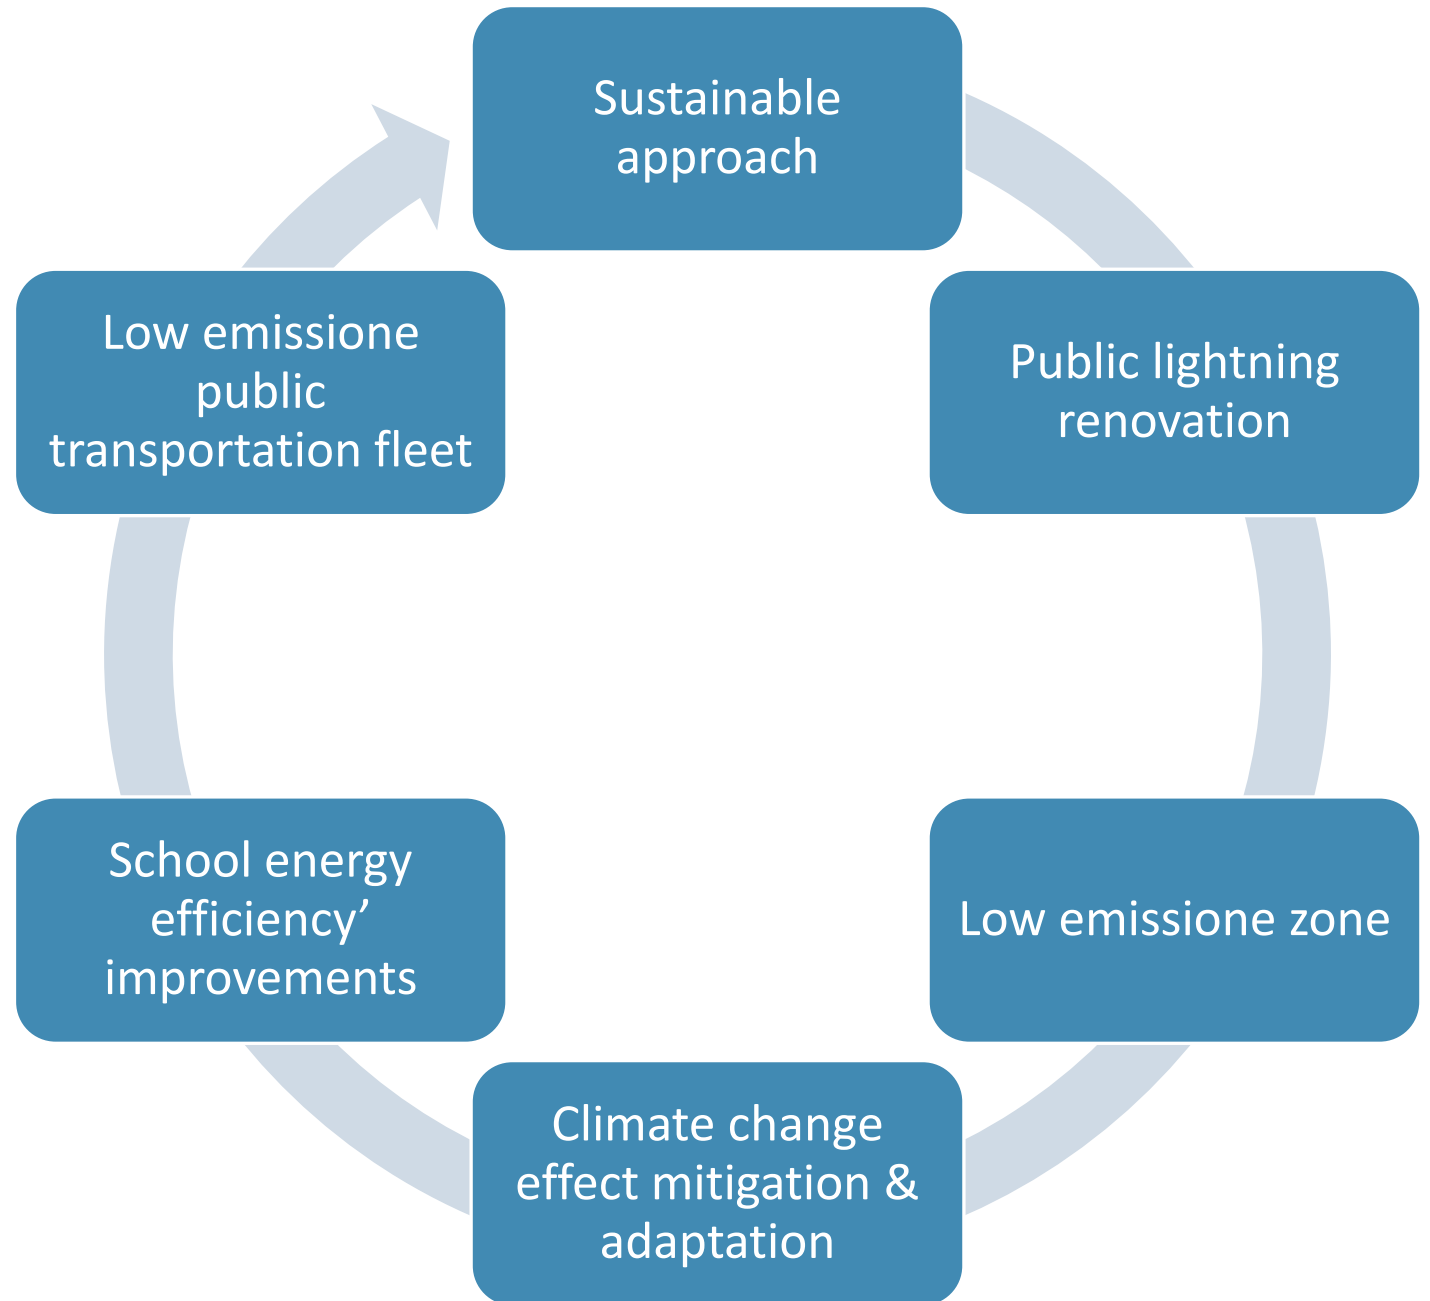 Sustainable
approach
Public lightning
renovation
Low emissione zone
Climate change
effect mitigation &
adaptation
School energy
efficiency’
improvements
Low emissione
public
transportation fleet